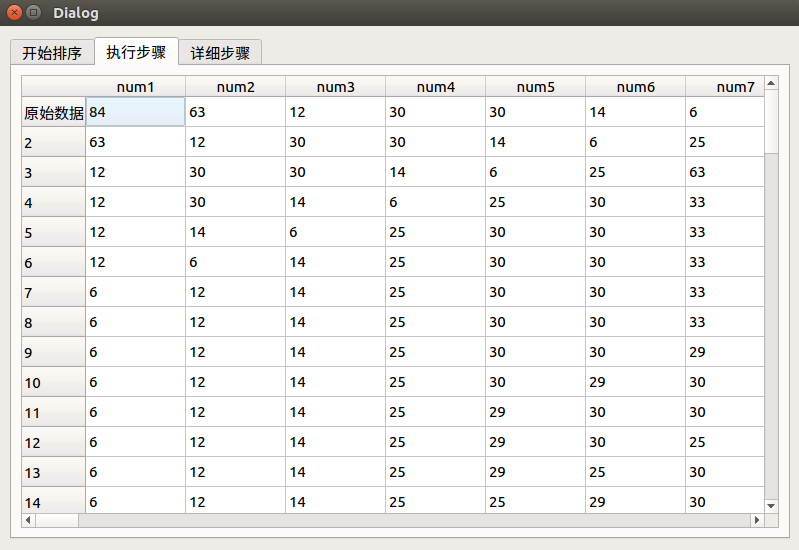 Dialog
开始排序 执行步骤 详细步骤
num1 num2 num3 num4 num5 num6 num7
原始数据 84 63 12 30 30 14 6
2 63 12 30 30 14 6 25
3 12 30 30 14 6 25 63
4 12 30 14 6 25 30 33
5 12 14 6 25 30 30 33
6 12 6 14 25 30 30 33
7 6 12 14 25 30 30 33
8 6 12 14 25 30 30 33
9 6 12 14 25 30 30 29
10 6 12 14 25 30 29 30
11 6 12 14 25 29 30 30
12 6 12 14 25 29 30 25
13 6 12 14 25 29 25 30
14 6 12 14 25 25 29 30